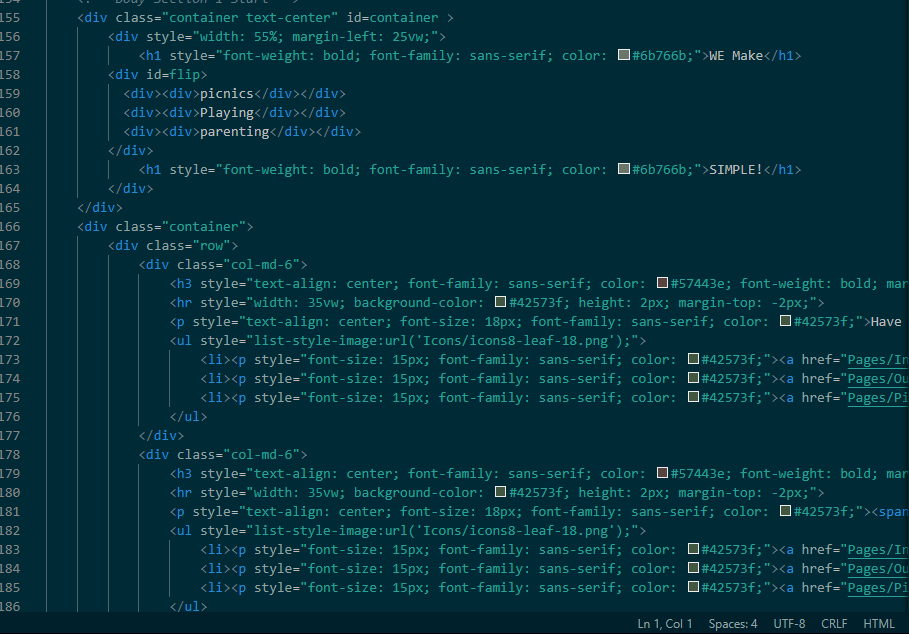 <!-- Body Section 1 Start -->
155 <div class="container text-center" id=container >
156 <div style="width: 55%; margin-left: 25vw;">
157 <h1 style="font-weight: bold; font-family: sans-serif; color: #6b766b;">WE Make</h1>
158 <div id=flip>
159 <div><div>picnics</div></div>
160 <div><div>Playing</div></div>
161 <div><div>parenting</div></div>
162 </div>
163 <h1 style="font-weight: bold; font-family: sans-serif; color: #6b766b;">SIMPLE!</h1>
164 </div>
165 </div>
166 <div class="container">
167 <div class="row">
168 <div class="col-md-6">
169 <h3 style="text-align: center; font-family: sans-serif; color: #57443e; font-weight: bold; mar
170 <hr style="width: 35vw; background-color: #42573f; height: 2px; margin-top: -2px;">
171 <p style="text-align: center; font-size: 18px; font-family: sans-serif; color: #42573f;">Have
172 <ul style="list-style-image:url('Icons/icons8-leaf-18.png');">
173 <li><p style="font-size: 15px; font-family: sans-serif; color: #42573f;"><a href="Pages/In
174 <li><p style="font-size: 15px; font-family: sans-serif; color: #42573f;"><a href="Pages/Ou
175 <li><p style="font-size: 15px; font-family: sans-serif; color: #42573f;"><a href="Pages/Pi
176 </ul>
177 </div>
178 <div class="col-md-6">
179 <h3 style="text-align: center; font-family: sans-serif; color: #57443e; font-weight: bold; mar
180 <hr style="width: 35vw; background-color: #42573f; height: 2px; margin-top: -2px;">
181 <p style="text-align: center; font-size: 18px; font-family: sans-serif; color: #42573f;"><span
182 <ul style="list-style-image:url('Icons/icons8-leaf-18.png');">
183 <li><p style="font-size: 15px; font-family: sans-serif; color: #42573f;"><a href="Pages/In
184 <li><p style="font-size: 15px; font-family: sans-serif; color: #42573f;"><a href="Pages/Ou
185 <li><p style="font-size: 15px; font-family: sans-serif; color: #42573f;"><a href="Pages/Pi
186 </ul>
Ln 1, Col 1 Spaces: 4 UTF-8 CRLF HTML